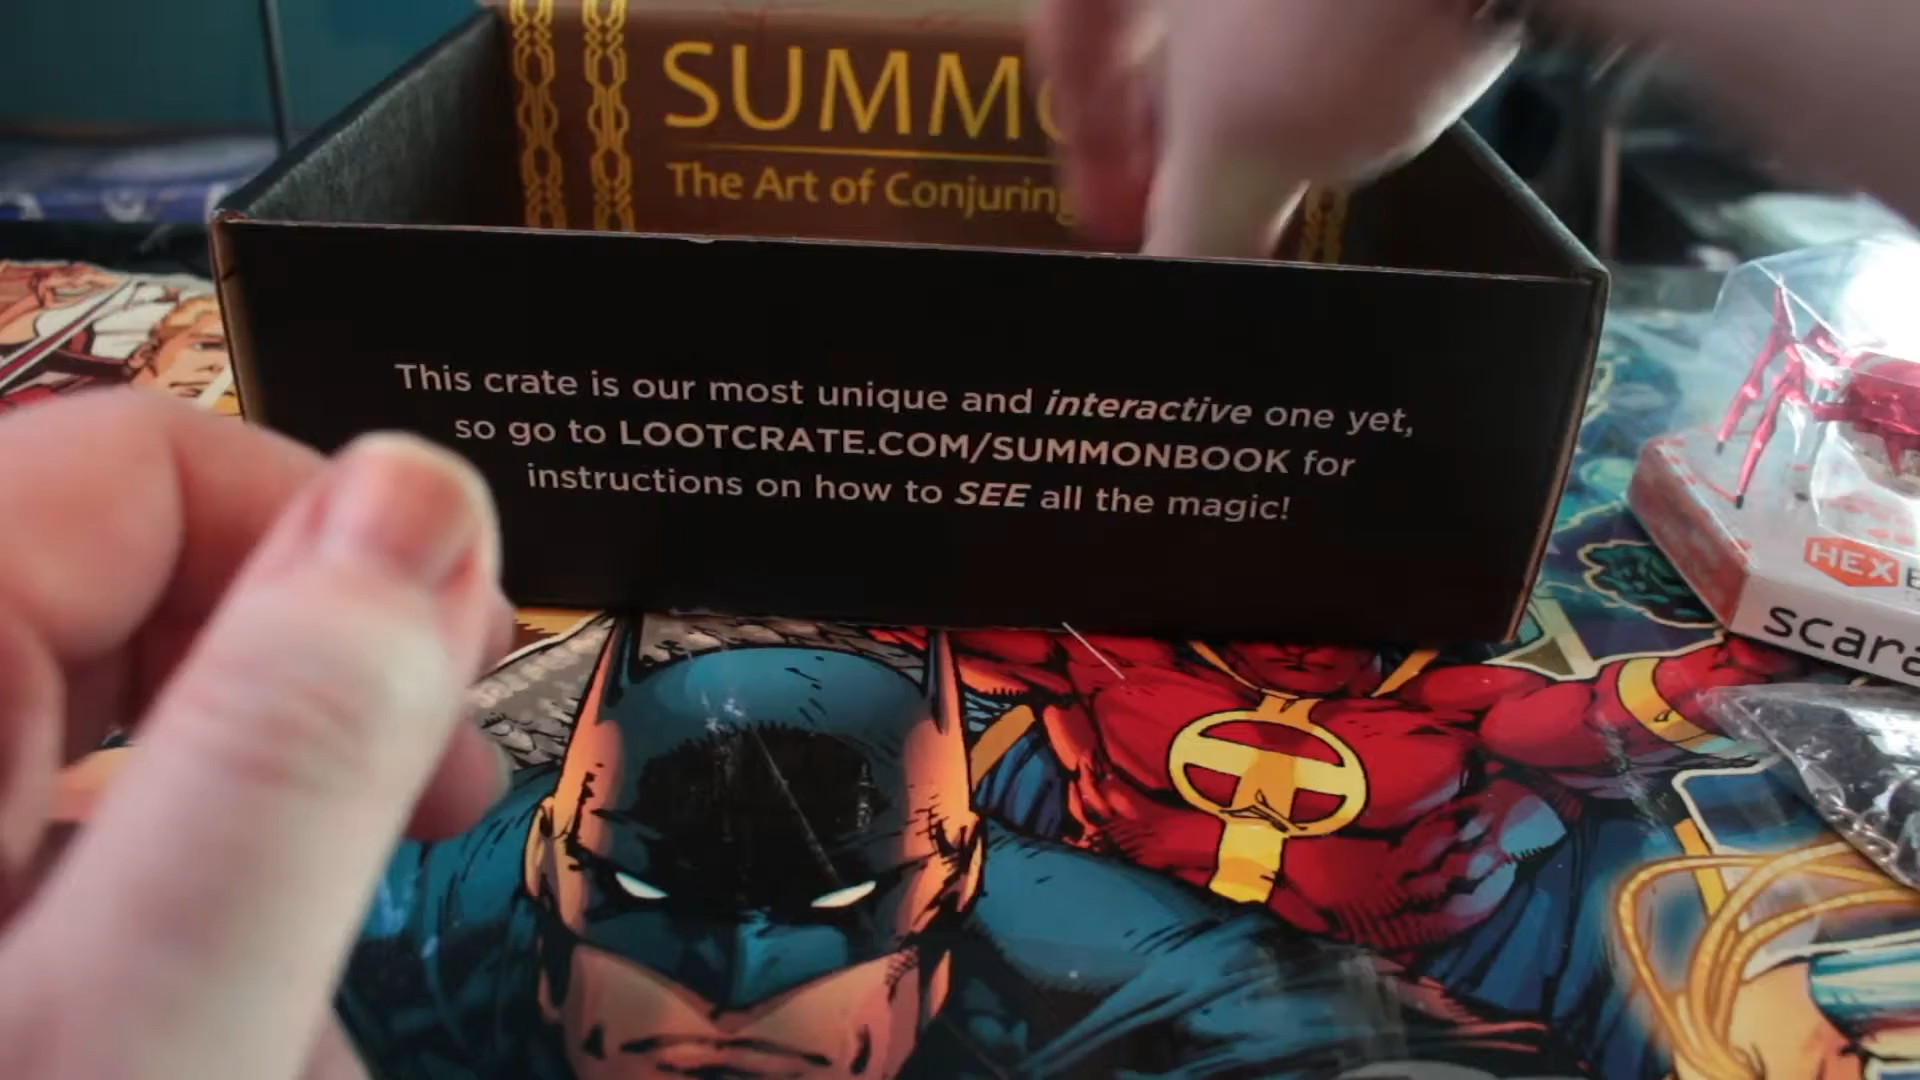 SUMM
The Art of Conjuring
This crate is our most unique and interactive one yet,
so go to LOOTCRATE.COM/SUMMONBOOK for
instructions on how to SEE all the magic!
HEX
scara